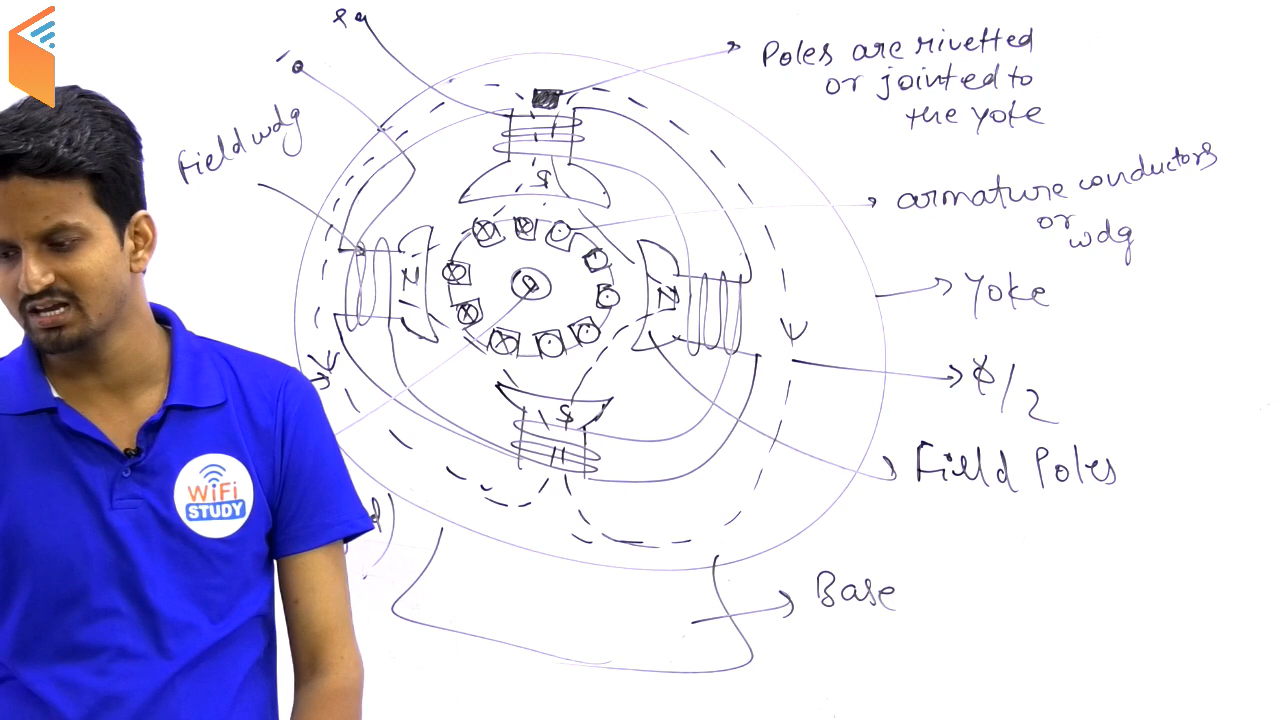 Poles are rivetted
or jointed to
the yoke
Field wdg
armature conductors
or
wdg
Yoke
ϕ/2
Field Poles
Base
S
N
N
S
WiFi
STUDY